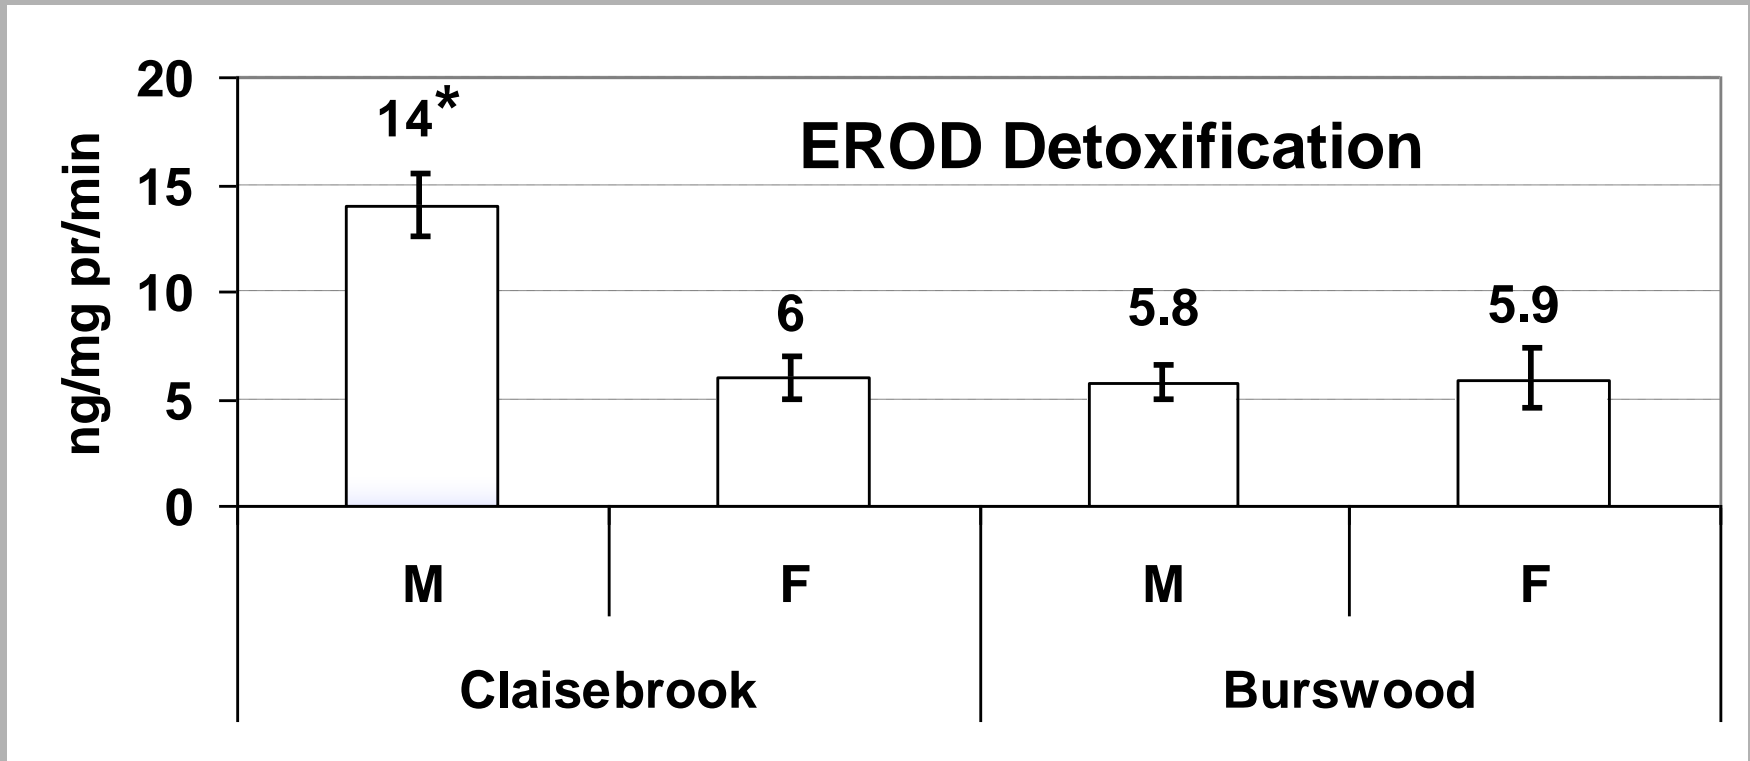 EROD Detoxification
ng/mg pr/min
20
15
10
5
0
14*
6
5.8
5.9
M F M F
Claisebrook Burswood